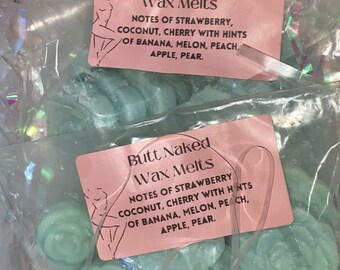 Wax Melts
NOTES OF STRAWBERRY,
COCONUT, CHERRY WITH HINTS
OF BANANA, MELON, PEACH,
APPLE, PEAR.
Butt Naked
Wax Melts
NOTES OF STRAWBERRY
COCONUT, CHERRY WITH HINTS
OF BANANA, MELON, PEACH,
APPLE, PEAR.